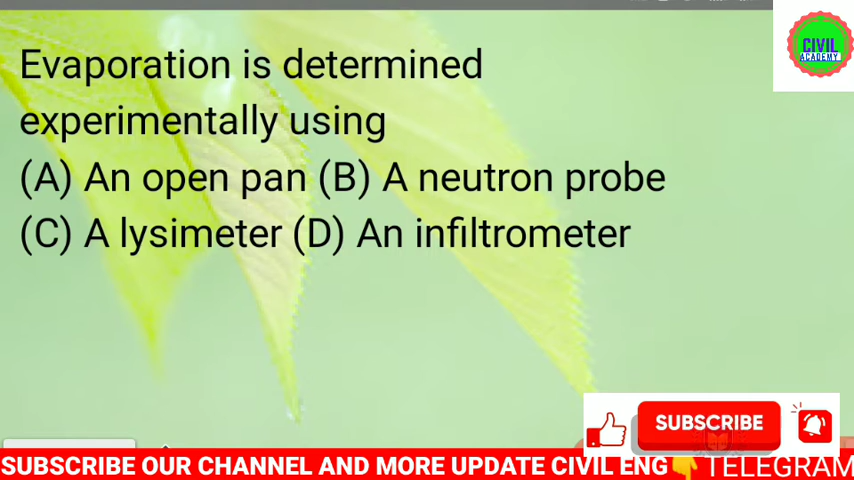 CIVIL
ACADEMY
Evaporation is determined
experimentally using
(A) An open pan (B) A neutron probe
(C) A lysimeter (D) An infiltrometer
SUBSCRIBE
SUBSCRIBE OUR CHANNEL AND MORE UPDATE CIVIL ENG👇TELEGRAM